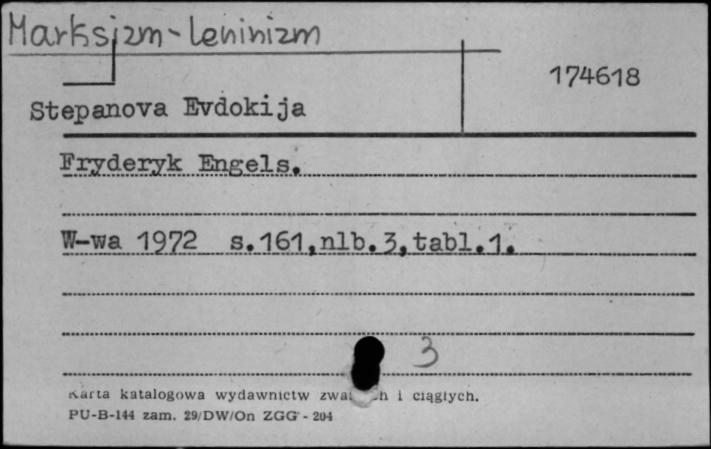 Marksizm-Leninizm
174618
Stepanova Evdokija
Fryderyk Engels.
W-wa 1972 s.161,nlb.3,tabl.1.
3
Karta katalogowa wydawnictw i ciągłych.
PU-B-144 zam. 29/DW/On ZGG - 204